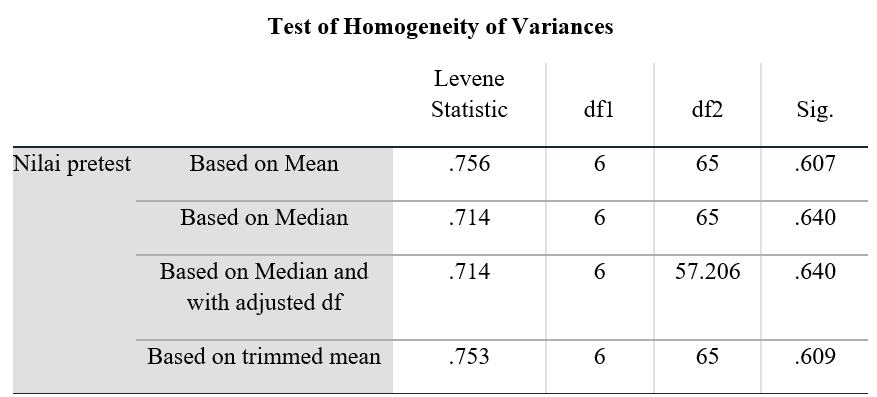 Test of Homogeneity of Variances
Levene Statistic df1 df2 Sig.
Nilai pretest Based on Mean .756 6 65 .607
Based on Median .714 6 65 .640
Based on Median and with adjusted df .714 6 57.206 .640
Based on trimmed mean .753 6 65 .609